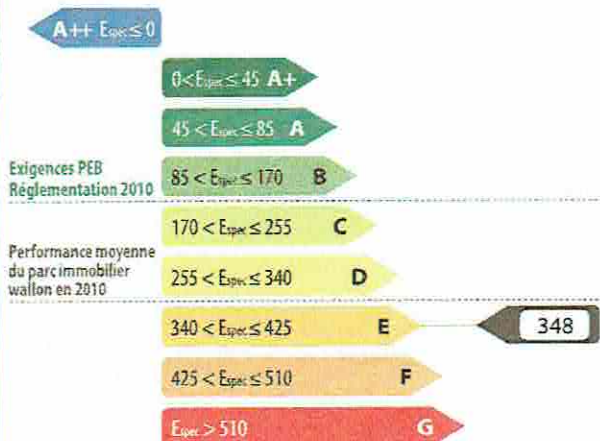 A++ Espec ≤ 0
0 < Espec ≤ 45 A+
45 < Espec ≤ 85 A
Exigences PEB
Réglementation 2010
85 < Espec ≤ 170 B
170 < Espec ≤ 255 C
Performance moyenne
du parc immobilier
wallon en 2010
255 < Espec ≤ 340 D
340 < Espec ≤ 425 E
348
425 < Espec ≤ 510 F
Espec > 510 G